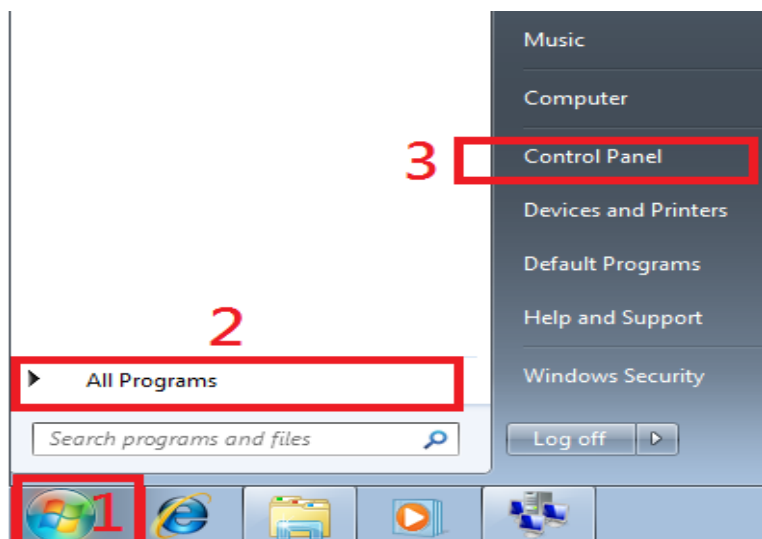 Music
Computer
3
Control Panel
Devices and Printers
Default Programs
2
Help and Support
All Programs
Windows Security
Search programs and files
Log off
1